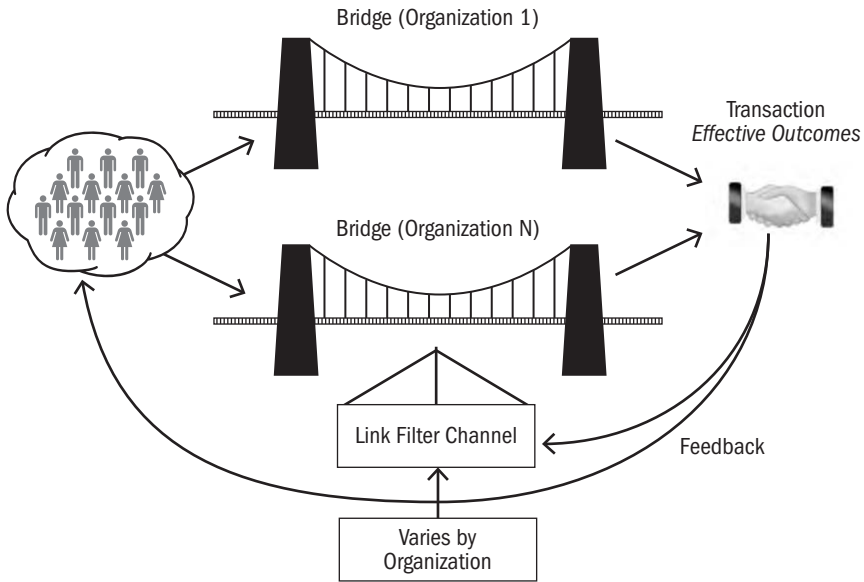 Bridge (Organization 1)
Transaction
Effective Outcomes
Bridge (Organization N)
Link Filter Channel
Feedback
Varies by
Organization